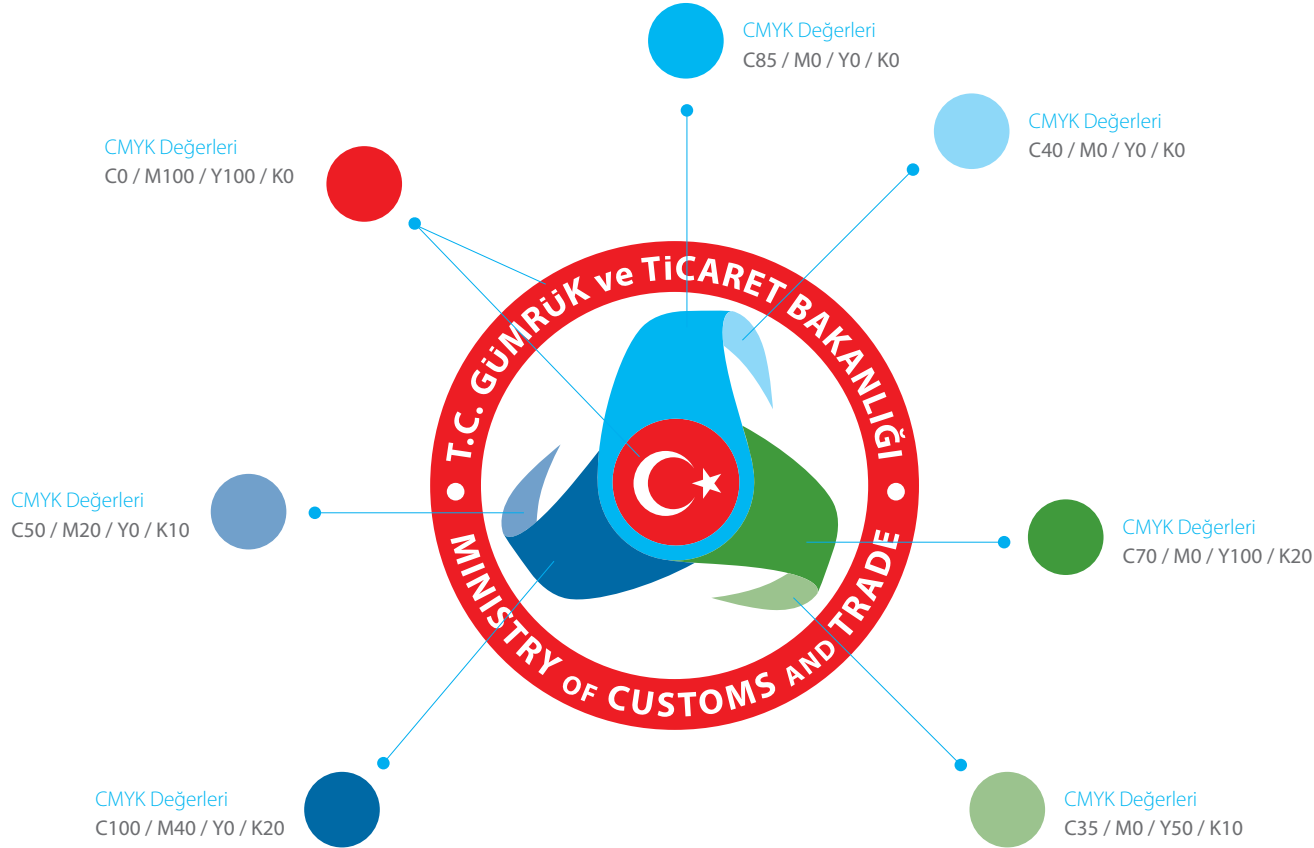 CMYK Değerleri
C85 / M0 / Y0 / K0
CMYK Değerleri
C40 / M0 / Y0 / K0
CMYK Değerleri
C0 / M100 / Y100 / K0
T.C. GÜMRÜK ve TiCARET BAKANLIĞI
MINISTRY OF CUSTOMS AND TRADE
CMYK Değerleri
C50 / M20 / Y0 / K10
CMYK Değerleri
C70 / M0 / Y100 / K20
CMYK Değerleri
C100 / M40 / Y0 / K20
CMYK Değerleri
C35 / M0 / Y50 / K10